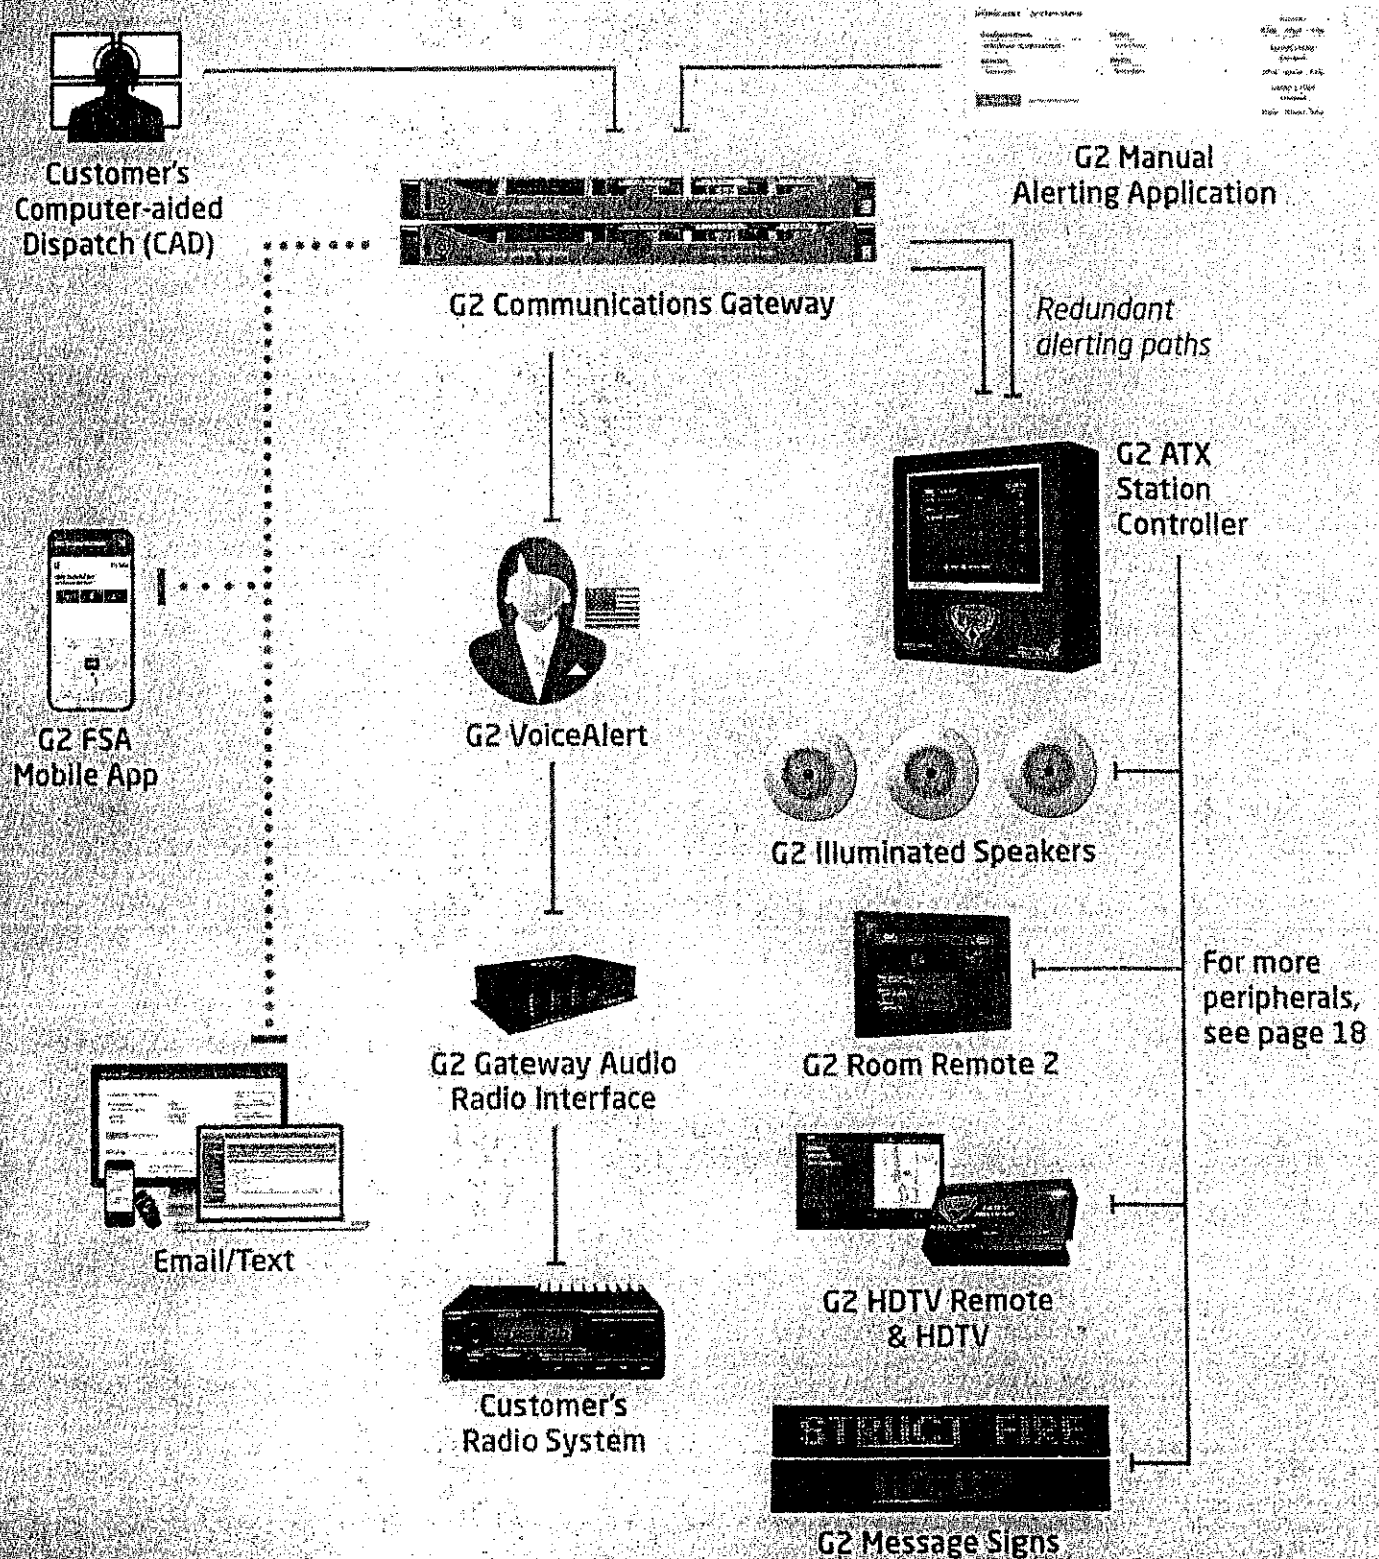 Customer's
Computer-aided
Dispatch (CAD)
G2 Manual
Alerting Application
G2 Communications Gateway
Redundant
alerting paths
G2 ATX
Station
Controller
G2 FSA
Mobile App
G2 VoiceAlert
G2 Illuminated Speakers
G2 Room Remote 2
For more
peripherals,
see page 18
G2 Gateway Audio
Radio Interface
Email/Text
G2 HDTV Remote
& HDTV
Customer's
Radio System
STRUCT FIRE
G2 Message Signs